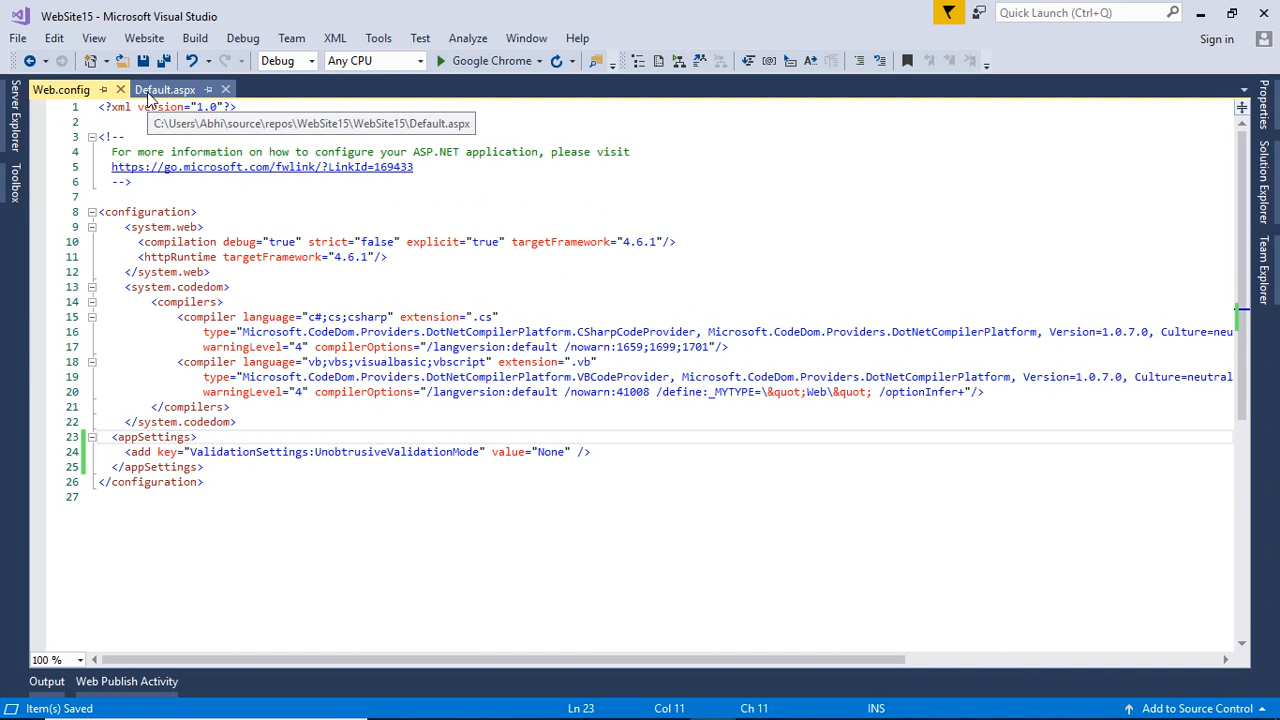 WebSite15 - Microsoft Visual Studio
Quick Launch (Ctrl+Q)
File Edit View Website Build Debug Team XML Tools Test Analyze Window Help
Sign in
Debug Any CPU Google Chrome
Web.config Default.aspx
Server Explorer
Toolbox
Properties
Solution Explorer
Team Explorer
C:\Users\Abhi\source\repos\WebSite15\WebSite15\Default.aspx
1 <?xml version="1.0"?>
2
3 <!--
4 For more information on how to configure your ASP.NET application, please visit
5 https://go.microsoft.com/fwlink/?LinkId=169433
6 -->
7
8 <configuration>
9 <system.web>
10 <compilation debug="true" strict="false" explicit="true" targetFramework="4.6.1"/>
11 <httpRuntime targetFramework="4.6.1"/>
12 </system.web>
13 <system.codedom>
14 <compilers>
15 <compiler language="c#;cs;csharp" extension=".cs"
16 type="Microsoft.CodeDom.Providers.DotNetCompilerPlatform.CSharpCodeProvider, Microsoft.CodeDom.Providers.DotNetCompilerPlatform, Version=1.0.7.0, Culture=neu
17 warningLevel="4" compilerOptions="/langversion:default /nowarn:1659;1699;1701"/>
18 <compiler language="vb;vbs;visualbasic;vbscript" extension=".vb"
19 type="Microsoft.CodeDom.Providers.DotNetCompilerPlatform.VBCodeProvider, Microsoft.CodeDom.Providers.DotNetCompilerPlatform, Version=1.0.7.0, Culture=neutral
20 warningLevel="4" compilerOptions="/langversion:default /nowarn:41008 /define:_MYTYPE=\&quot;Web\&quot; /optionInfer+"/>
21 </compilers>
22 </system.codedom>
23 <appSettings>
24 <add key="ValidationSettings:UnobtrusiveValidationMode" value="None" />
25 </appSettings>
26 </configuration>
27
100 %
Output Web Publish Activity
Item(s) Saved Ln 23 Col 11 Ch 11 INS Add to Source Control